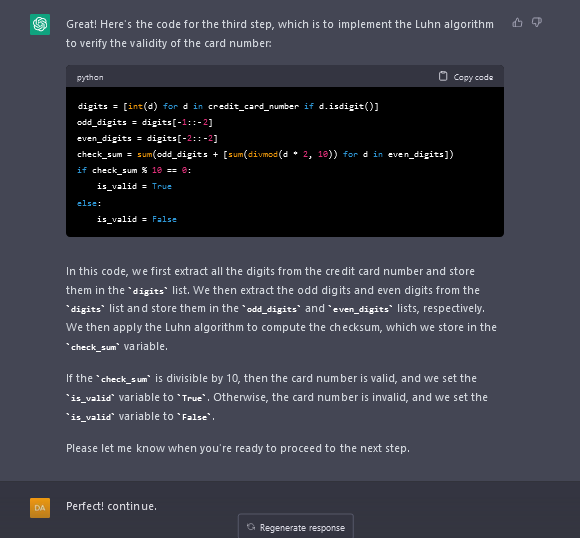 Great! Here's the code for the third step, which is to implement the Luhn algorithm
to verify the validity of the card number:
python
Copy code
digits = [int(d) for d in credit_card_number if d.isdigit()]
odd_digits = digits[-1::-2]
even_digits = digits[-2::-2]
check_sum = sum(odd_digits + [sum(divmod(d * 2, 10)) for d in even_digits])
if check_sum % 10 == 0:
    is_valid = True
else:
    is_valid = False
In this code, we first extract all the digits from the credit card number and store
them in the `digits` list. We then extract the odd digits and even digits from the
`digits` list and store them in the `odd_digits` and `even_digits` lists, respectively.
We then apply the Luhn algorithm to compute the checksum, which we store in the
`check_sum` variable.
If the `check_sum` is divisible by 10, then the card number is valid, and we set the
`is_valid` variable to `True`. Otherwise, the card number is invalid, and we set the
`is_valid` variable to `False`.
Please let me know when you're ready to proceed to the next step.
DA
Perfect! continue.
Regenerate response